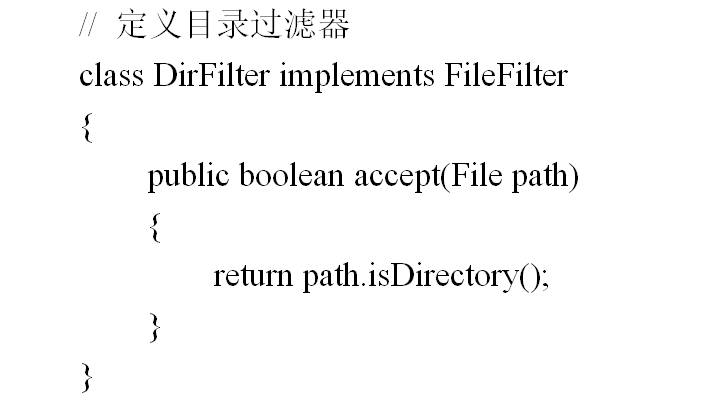 // 定义目录过滤器
class DirFilter implements FileFilter
{
public boolean accept(File path)
{
return path.isDirectory();
}
}